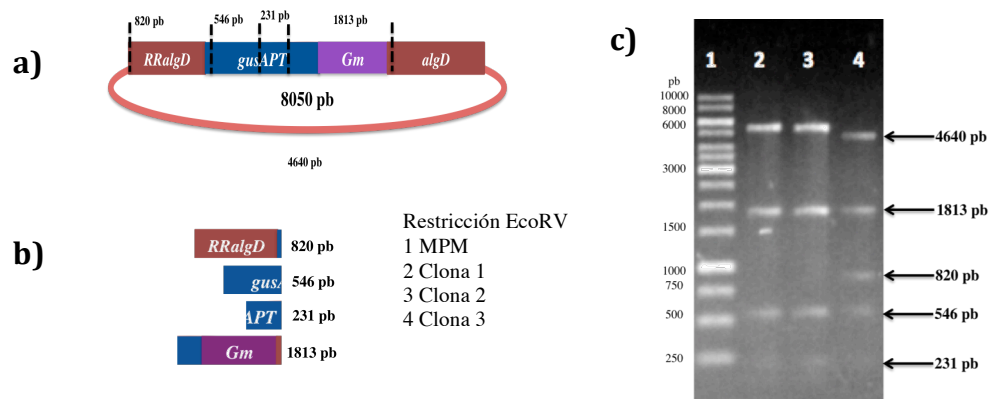 a)
820 pb 546 pb 231 pb 1813 pb
RRalgD gusAPT Gm algD
8050 pb
4640 pb
b)
RRalgD 820 pb
gusA 546 pb
APT 231 pb
Gm 1813 pb
Restricción EcoRV
1 MPM
2 Clona 1
3 Clona 2
4 Clona 3
c)
1 2 3 4
pb
10000
8000
6000
3000
1500
1000
750
500
250
4640 pb
1813 pb
820 pb
546 pb
231 pb